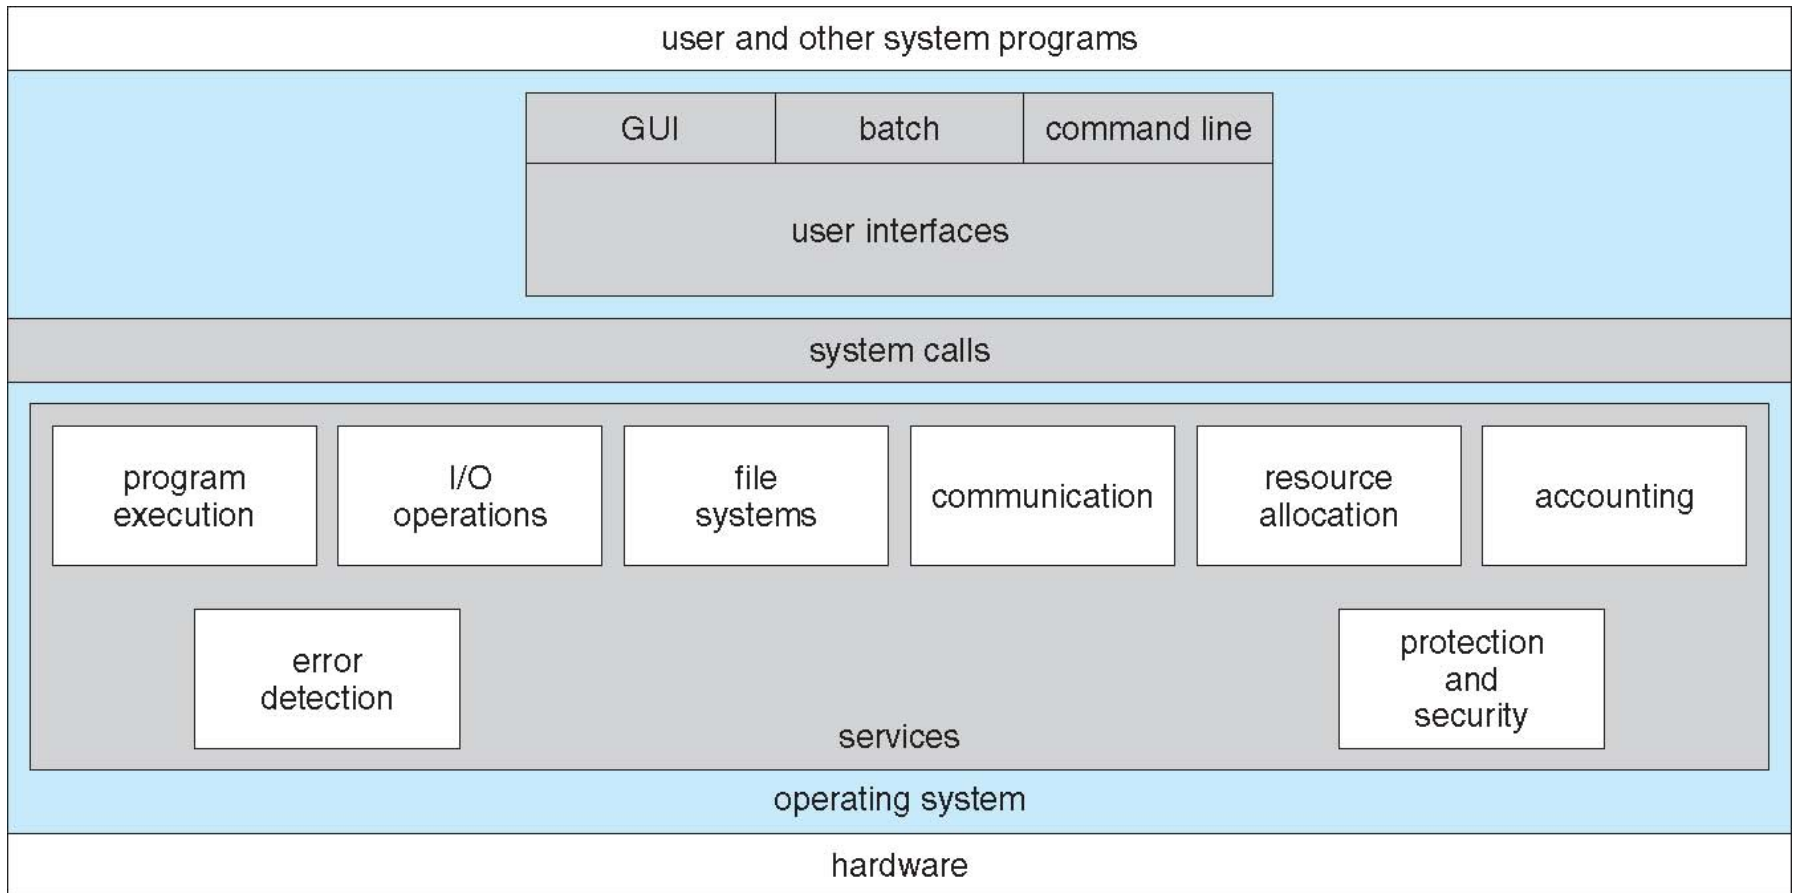 user and other system programs
GUI
batch
command line
user interfaces
system calls
program
execution
I/O
operations
file
systems
communication
resource
allocation
accounting
error
detection
protection
and
security
services
operating system
hardware